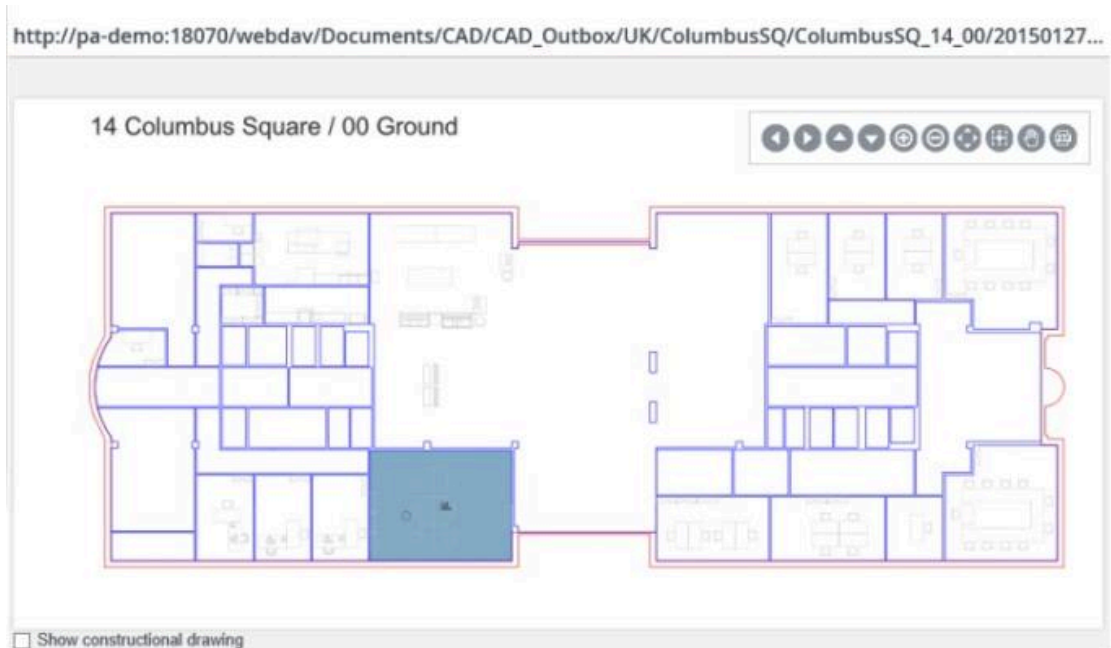 http://pa-demo:18070/webdav/Documents/CAD/CAD_Outbox/UK/ColumbusSQ/ColumbusSQ_14_00/20150127...
14 Columbus Square / 00 Ground
Show constructional drawing